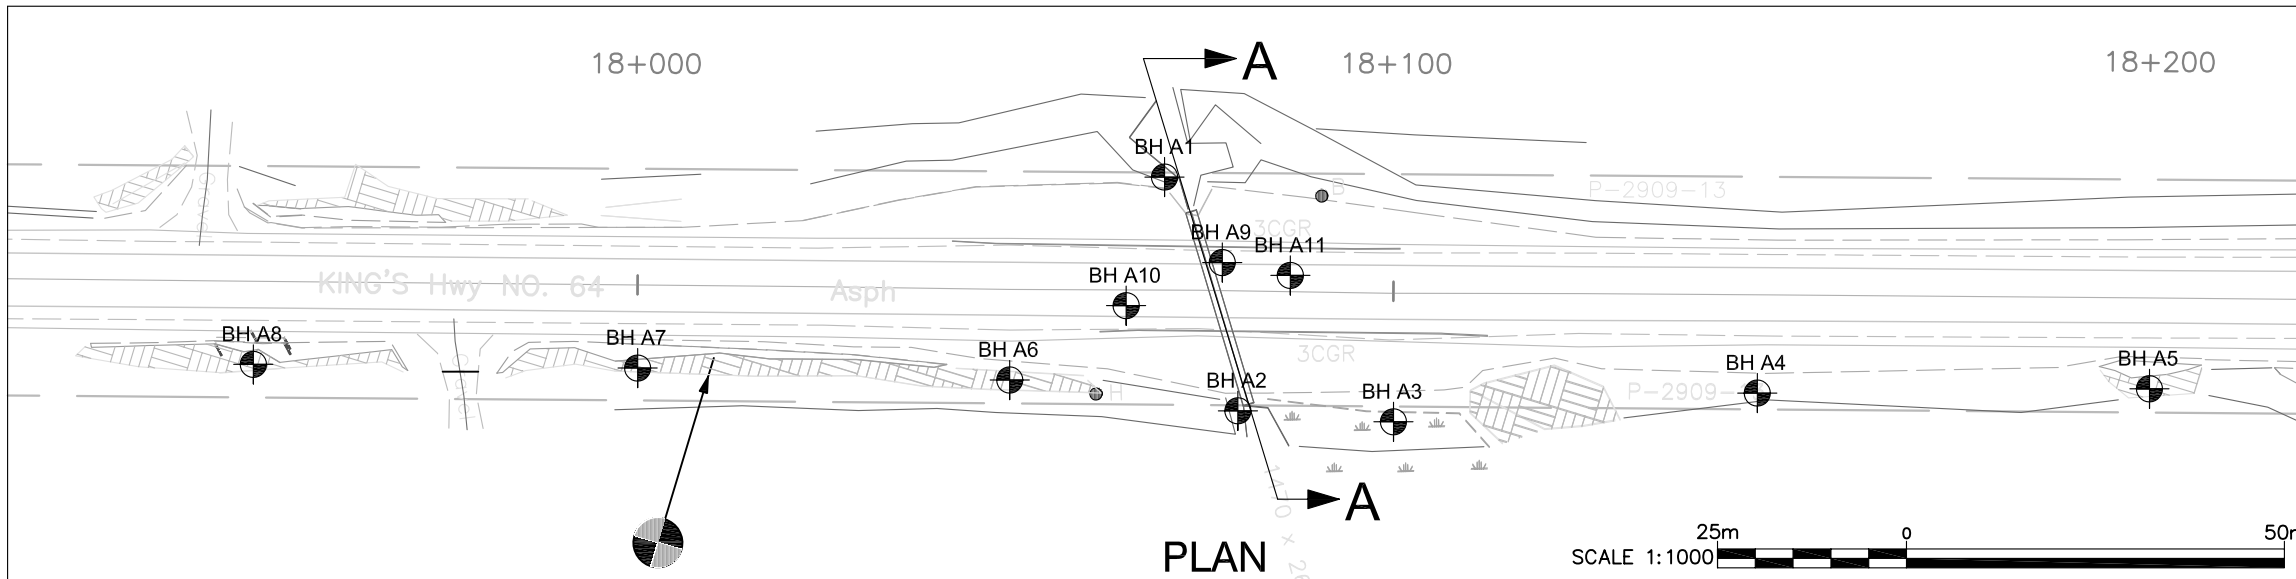 18+000
18+100
18+200
A
BH A1
P-2909-13
B
3CGR
BH A9
BH A11
BH A10
KING'S Hwy NO. 64
Asph
BH A8
BH A7
BH A6
3CGR
BH A2
H
BH A3
BH A4
P-2909-
BH A5
A
PLAN
SCALE 1:1000
25m
0